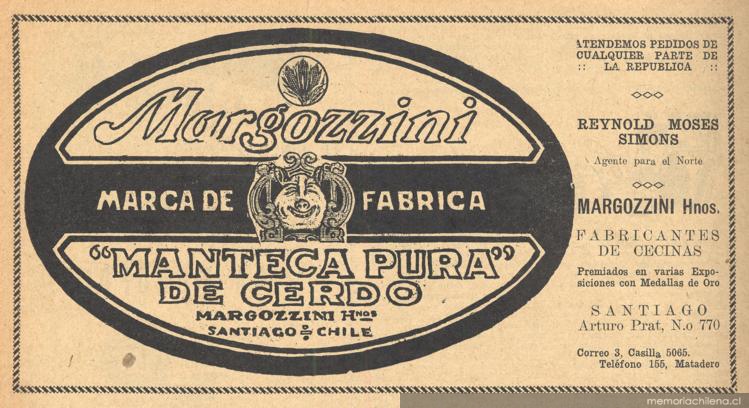 Margozzini
MARCA DE FABRICA
"MANTECA PURA"
DE CERDO
MARGOZZINI Hnos
SANTIAGO DE CHILE
ATENDEMOS PEDIDOS DE
CUALQUIER PARTE DE
:: LA REPUBLICA ::
REYNOLD MOSES
SIMONS
Agente para el Norte
MARGOZZINI Hnos.
FABRICANTES
DE CECINAS
Premiados en varias Expo-
siciones con Medallas de Oro
SANTIAGO
Arturo Prat, N.o 770
Correo 3, Casilla 5065.
Teléfono 155, Matadero
memoriachilena.cl